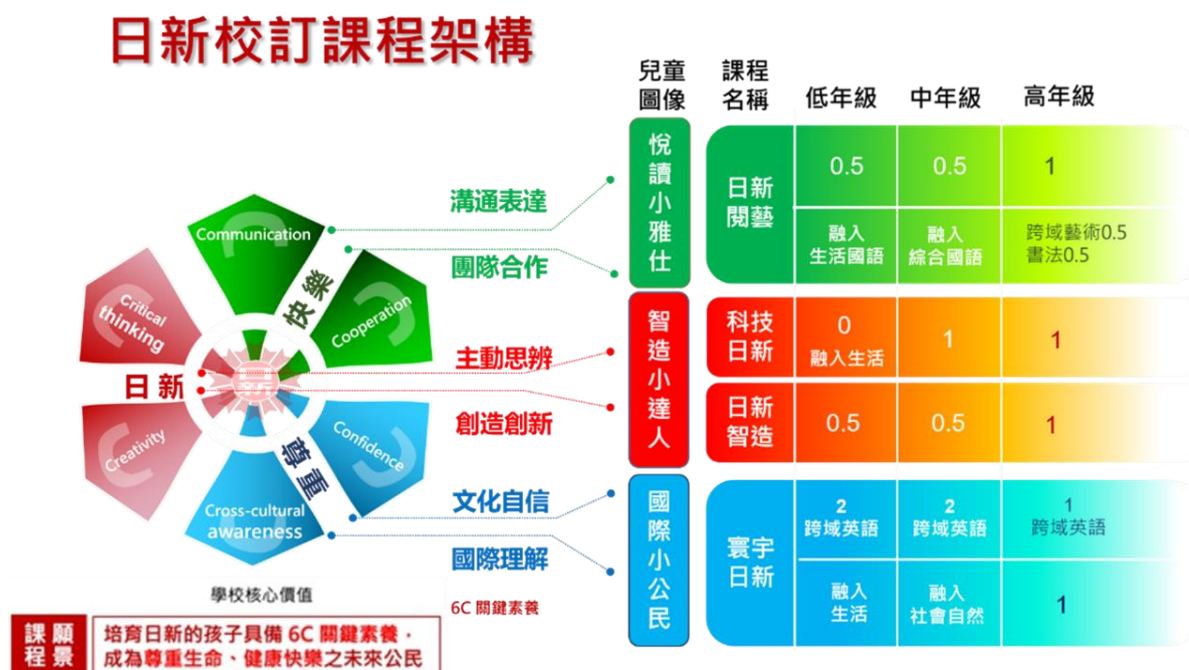 日新校訂課程架構
兒童
圖像
課程
名稱
低年級
中年級
高年級
Communication
Cooperation
Critical
thinking
Creativity
Confidence
Cross-cultural
awareness
快樂
日新
尊重
學校核心價值
溝通表達
團隊合作
主動思辨
創造創新
文化自信
國際理解
6C 關鍵素養
悅讀小雅仕
日新
閱藝
0.5
0.5
1
融入
生活國語
融入
綜合國語
跨域藝術0.5
書法0.5
智造小達人
科技
日新
0
融入生活
1
1
日新
智造
0.5
0.5
1
國際小公民
寰宇
日新
2
跨域英語
2
跨域英語
1
跨域英語
融入
生活
融入
社會自然
1
課程
願景
培育日新的孩子具備 6C 關鍵素養，
成為尊重生命、健康快樂之未來公民